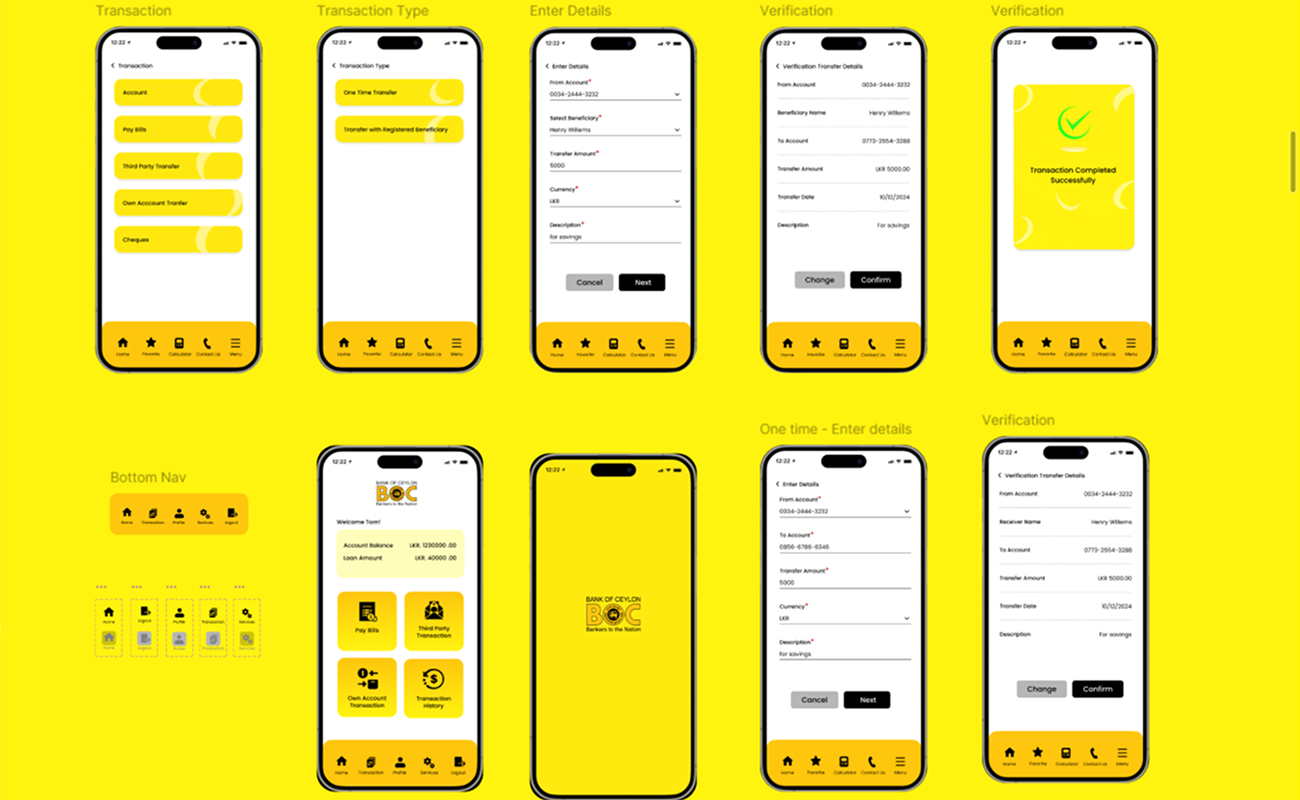 Transaction
12:22
Transaction
Account
Pay Bills
Third Party Transfer
Own Acccount Tranfer
Cheques
Home Favorite Calculator Contact Us Menu
Transaction Type
12:22
Transaction Type
One Time Transfer
Transfer with Registered Beneficiary
Home Favorite Calculator Contact Us Menu
Enter Details
12:22
Enter Details
From Account*
0034-2444-3232
Select Beneficiary*
Henry Willems
Transfer Amount*
5000
Currency*
LKR
Description*
for savings
Cancel Next
Home Favorite Calculator Contact Us Menu
Verification
12:22
Verification Transfer Details
From Account 0034-2444-3232
Beneficiary Name Henry Willems
To Account 0773-2554-3288
Transfer Amount LKR 5000.00
Transfer Date 10/12/2024
Description For savings
Change Confirm
Home Favorite Calculator Contact Us Menu
Verification
12:22
Transaction Completed
Successfully
Home Favorite Calculator Contact Us Menu
Bottom Nav
Home Transaction Profile Services Logout
Home Logout Profile Transaction Services
Home Logout Profile Transaction Services
12:22
BANK OF CEYLON
BOC
Bankers to the Nation
Welcome Tom!
Account Balance LKR. 1230000 .00
Loan Amount LKR. 40000 .00
Pay Bills
Third Party
Transaction
Own Account
Transaction
Transaction
History
Home Transaction Profile Services Logout
12:22
BANK OF CEYLON
BOC
Bankers to the Nation
One time - Enter details
12:22
Enter Details
From Account*
0034-2444-3232
To Account*
0856-6786-6346
Transfer Amount*
5000
Currency*
LKR
Description*
for savings
Cancel Next
Home Favorite Calculator Contact Us Menu
Verification
12:22
Verification Transfer Details
From Account 0034-2444-3232
Receiver Name Henry Willems
To Account 0773-2554-3288
Transfer Amount LKR 5000.00
Transfer Date 10/12/2024
Description For savings
Change Confirm
Home Favorite Calculator Contact Us Menu